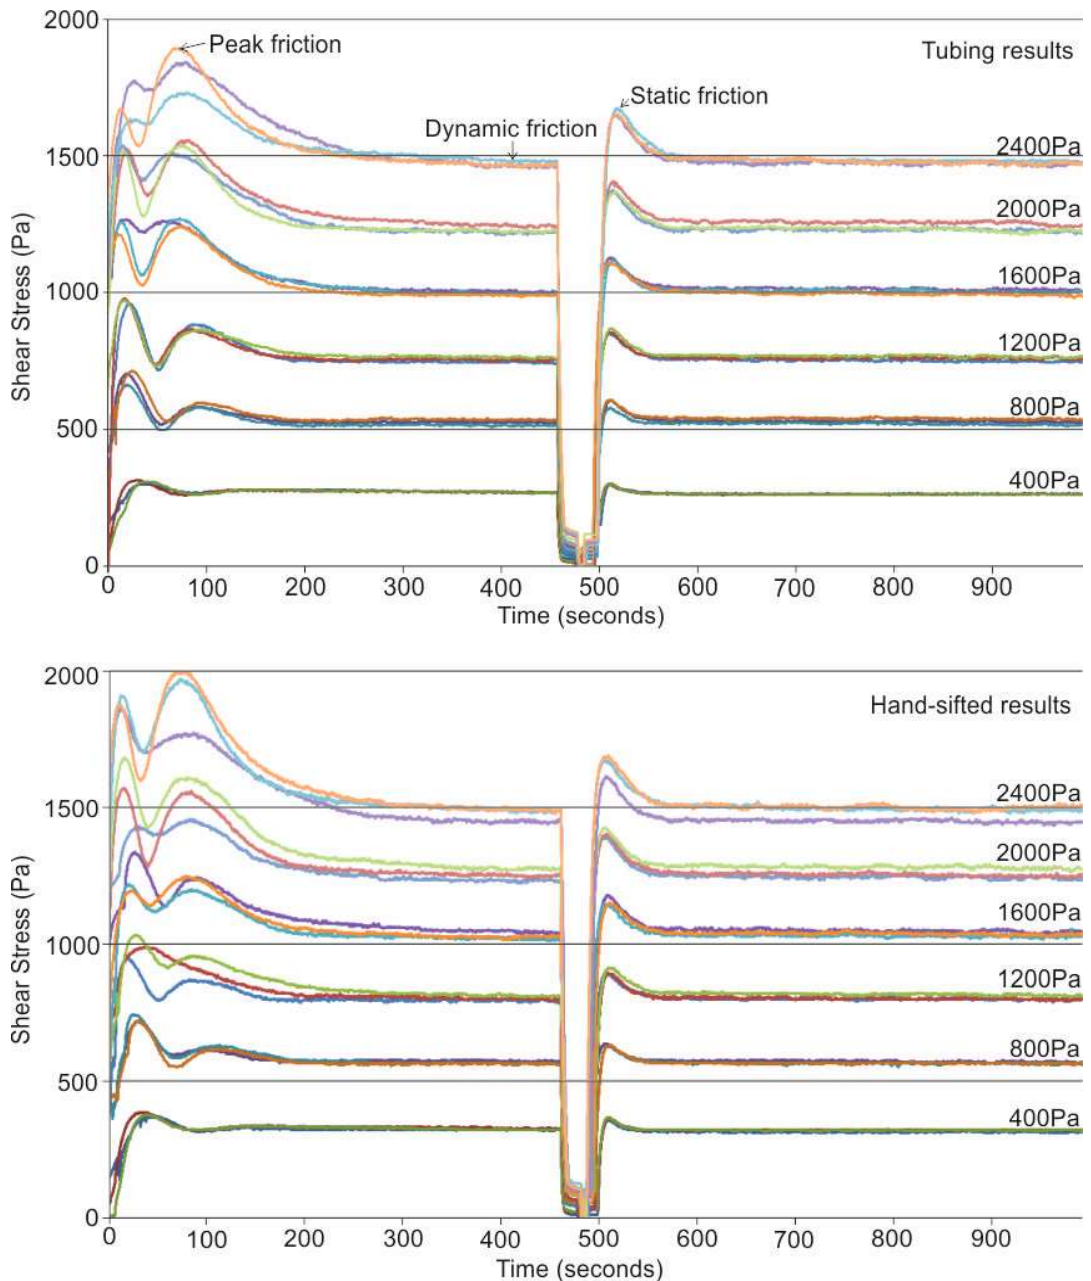 2000
Peak friction
Tubing results
Static friction
Dynamic friction
1500
2400Pa
2000Pa
Shear Stress (Pa)
1600Pa
1000
1200Pa
800Pa
500
400Pa
0
0 100 200 300 400 500 600 700 800 900
Time (seconds)
2000
Hand-sifted results
1500
2400Pa
2000Pa
Shear Stress (Pa)
1600Pa
1000
1200Pa
800Pa
500
400Pa
0
0 100 200 300 400 500 600 700 800 900
Time (seconds)